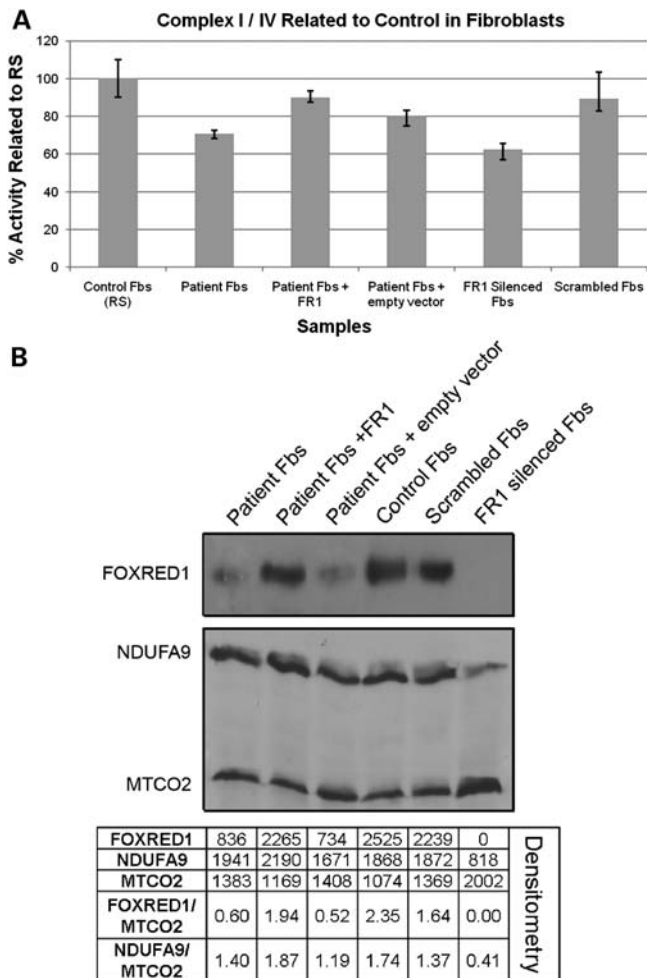 A
Complex I / IV Related to Control in Fibroblasts
% Activity Related to RS
120
100
80
60
40
20
0
Control Fbs (RS)
Patient Fbs
Patient Fbs + FR1
Patient Fbs + empty vector
FR1 Silenced Fbs
Scrambled Fbs
Samples
B
Patient Fbs
Patient Fbs +FR1
Patient Fbs + empty vector
Control Fbs
Scrambled Fbs
FR1 silenced Fbs
FOXRED1
NDUFA9
MTCO2
FOXRED1 836 2265 734 2525 2239 0
NDUFA9 1941 2190 1671 1868 1872 818
MTCO2 1383 1169 1408 1074 1369 2002
FOXRED1/ MTCO2 0.60 1.94 0.52 2.35 1.64 0.00
NDUFA9/ MTCO2 1.40 1.87 1.19 1.74 1.37 0.41
Densitometry